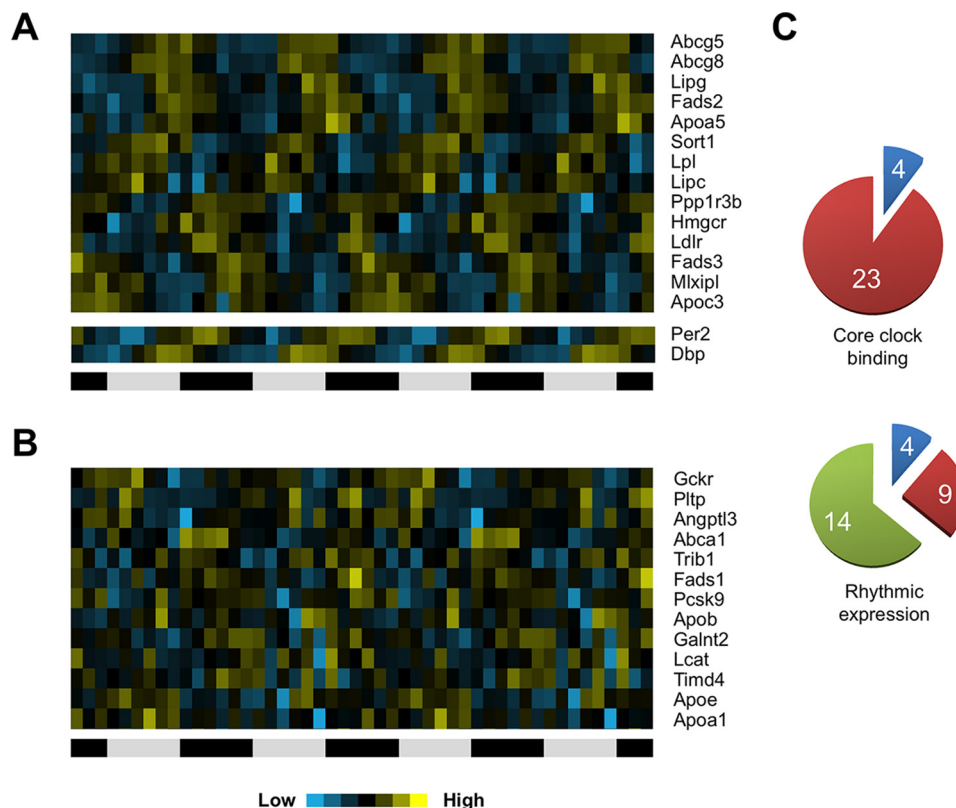 A
Abcg5
Abcg8
Lipg
Fads2
Apoa5
Sort1
Lpl
Lipc
Ppp1r3b
Hmgcr
Ldlr
Fads3
Mlxipl
Apoc3
Per2
Dbp
B
Gckr
Pltp
Angptl3
Abca1
Trib1
Fads1
Pcsk9
Apob
Galnt2
Lcat
Timd4
Apoe
Apoa1
Low
High
C
4
23
Core clock
binding
4
9
14
Rhythmic
expression